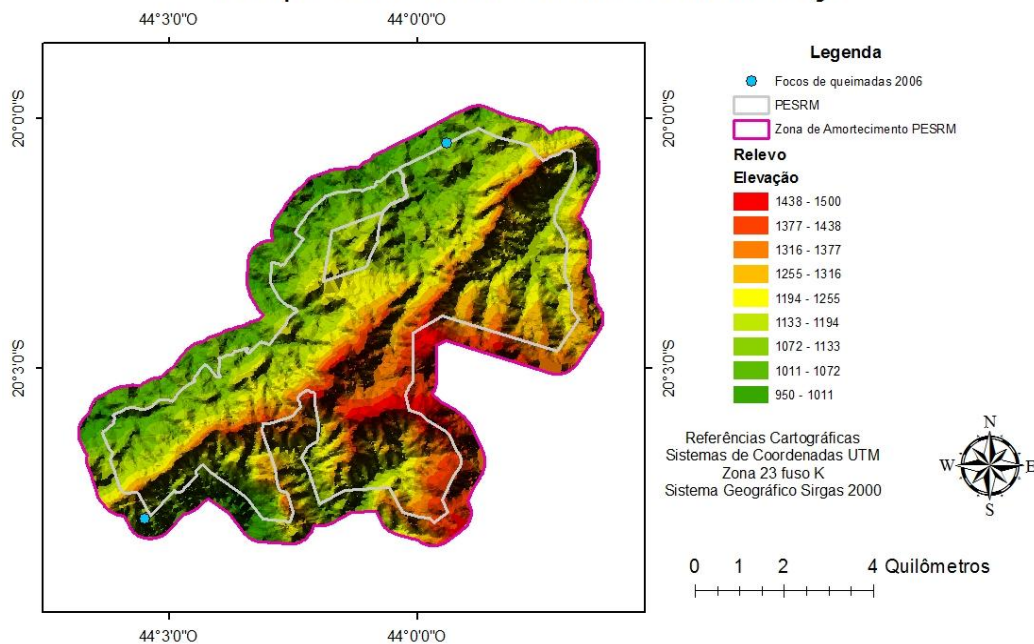 44°3'0"W 44°0'0"W
20°0'0"S 20°0'0"S
20°3'0"S 20°3'0"S
44°3'0"W 44°0'0"W
Legenda
Focos de queimadas 2006
PESRM
Zona de Amortecimento PESRM
Relevo
Elevação
1438 - 1500
1377 - 1438
1316 - 1377
1255 - 1316
1194 - 1255
1133 - 1194
1072 - 1133
1011 - 1072
950 - 1011
Referências Cartográficas
Sistemas de Coordenadas UTM
Zona 23 fuso K
Sistema Geográfico Sirgas 2000
N
W E
S
0 1 2 4 Quilômetros